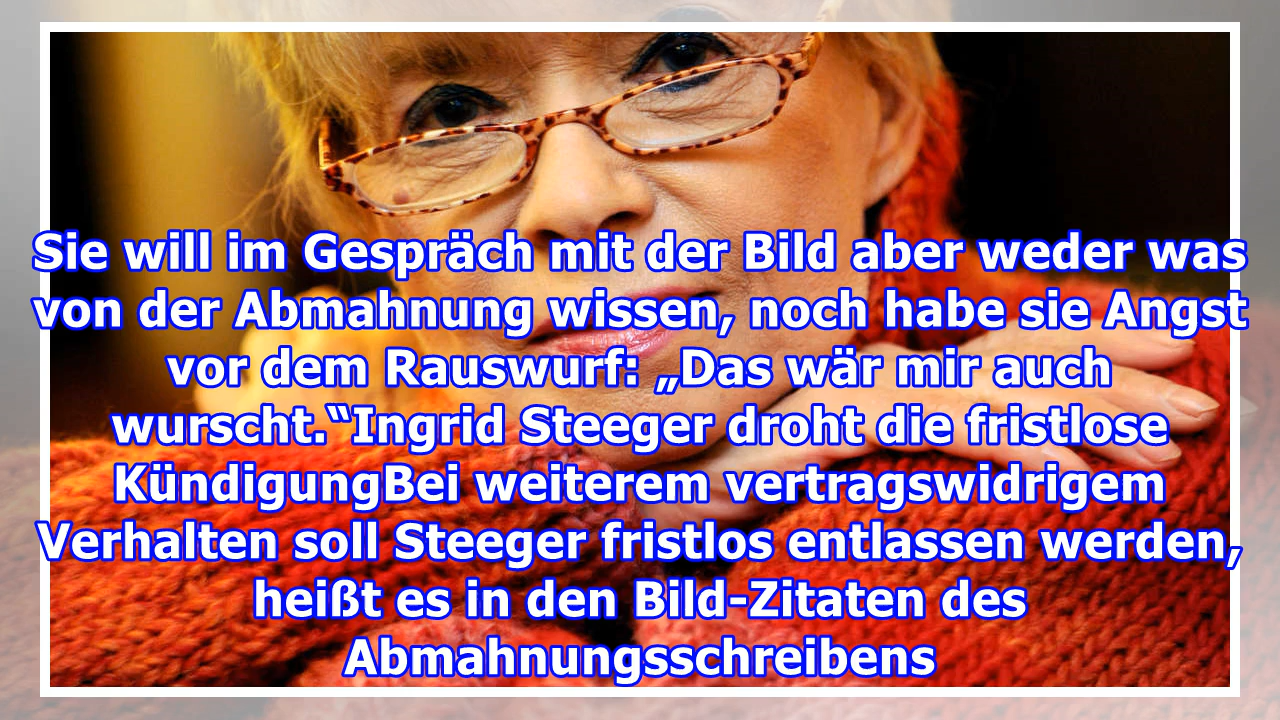 Sie will im Gespräch mit der Bild aber weder was
von der Abmahnung wissen, noch habe sie Angst
vor dem Rauswurf: „Das wär mir auch
wurscht.“Ingrid Steeger droht die fristlose
KündigungBei weiterem vertragswidrigem
Verhalten soll Steeger fristlos entlassen werden,
heißt es in den Bild-Zitaten des
Abmahnungsschreibens